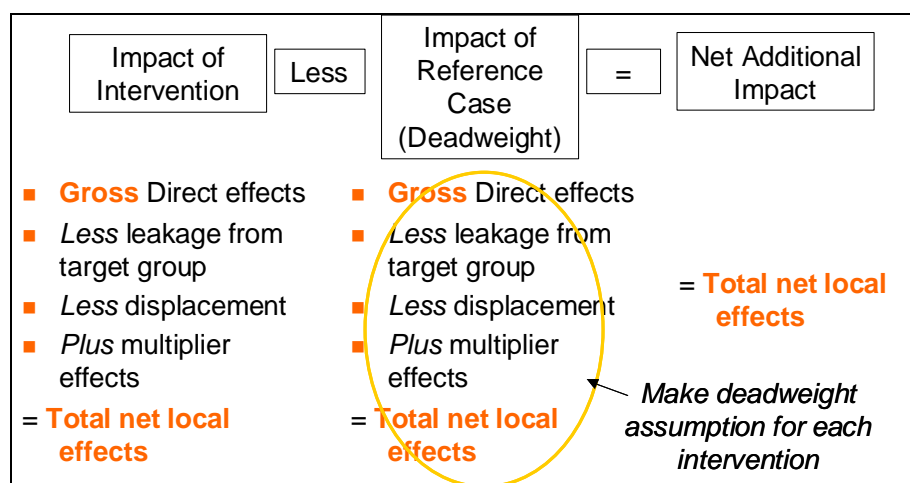 Impact of
Intervention
Less
Impact of
Reference
Case
(Deadweight)
=
Net Additional
Impact
■ Gross Direct effects
■ Less leakage from
target group
■ Less displacement
■ Plus multiplier
effects
= Total net local
effects
■ Gross Direct effects
■ Less leakage from
target group
■ Less displacement
■ Plus multiplier
effects
= Total net local
effects
= Total net local
effects
Make deadweight
assumption for each
intervention